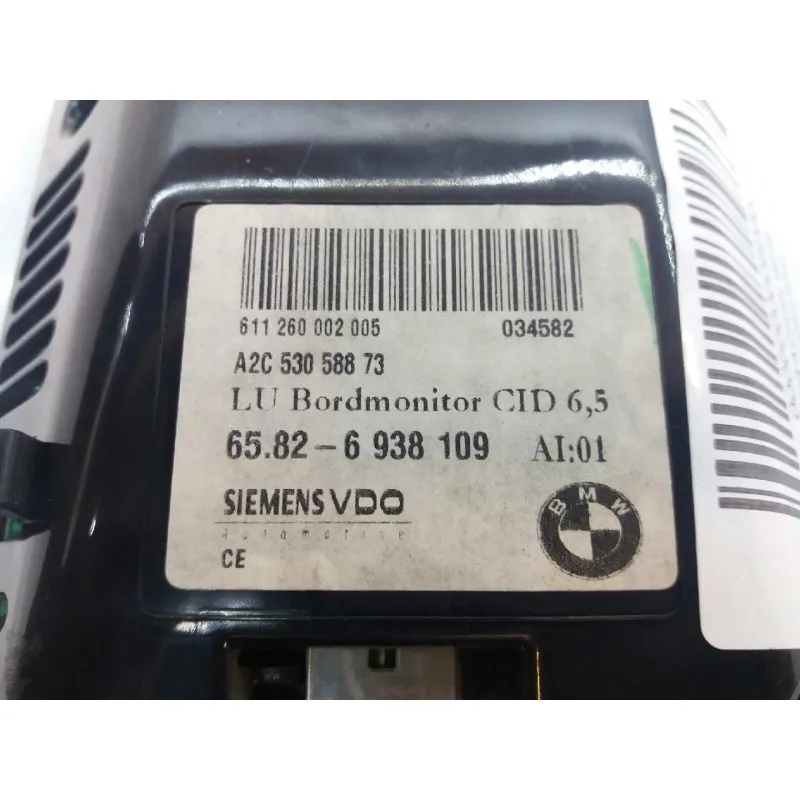 611 260 002 005 034582
A2C 530 588 73
LU Bordmonitor CID 6,5
65.82-6 938 109 AI:01
SIEMENS VDO
Automotive
CE
BMW